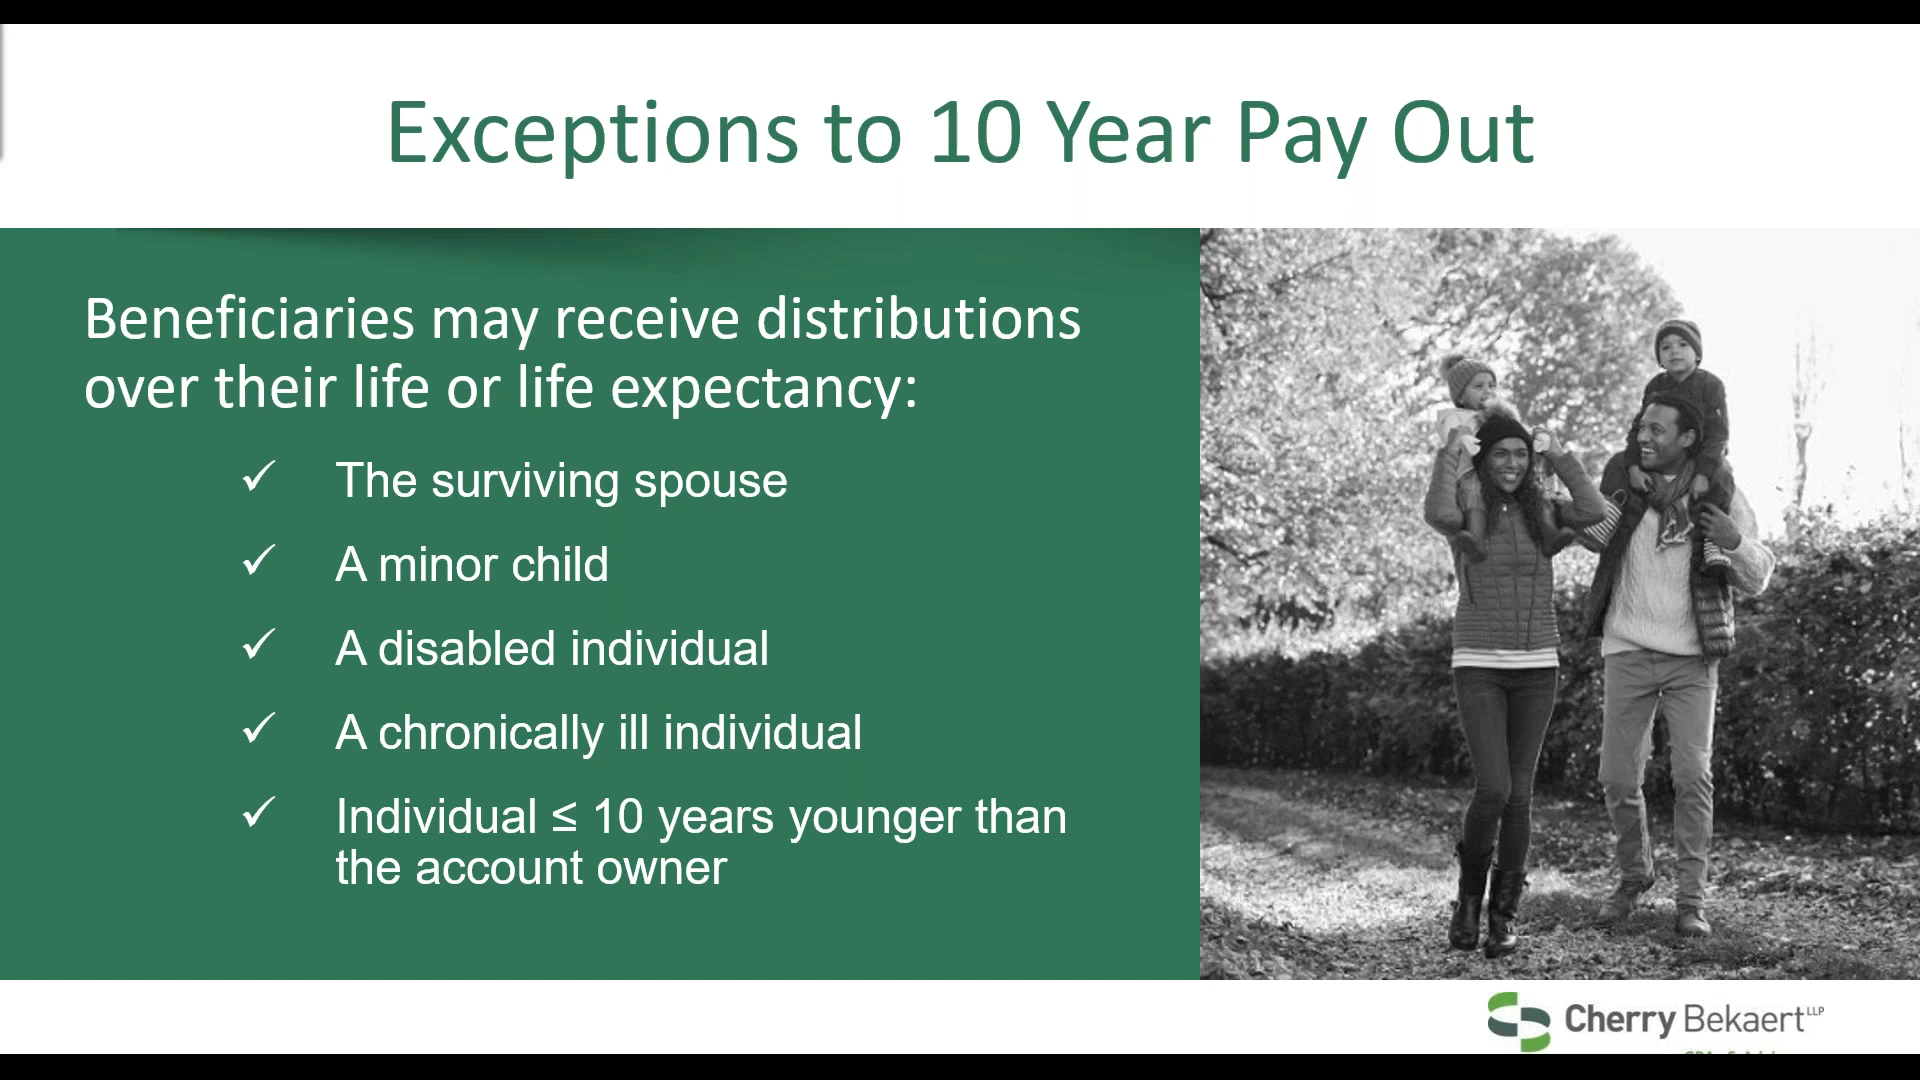 Exceptions to 10 Year Pay Out
Beneficiaries may receive distributions
over their life or life expectancy:
✓ The surviving spouse
✓ A minor child
✓ A disabled individual
✓ A chronically ill individual
✓ Individual ≤ 10 years younger than
the account owner
Cherry Bekaert LLP